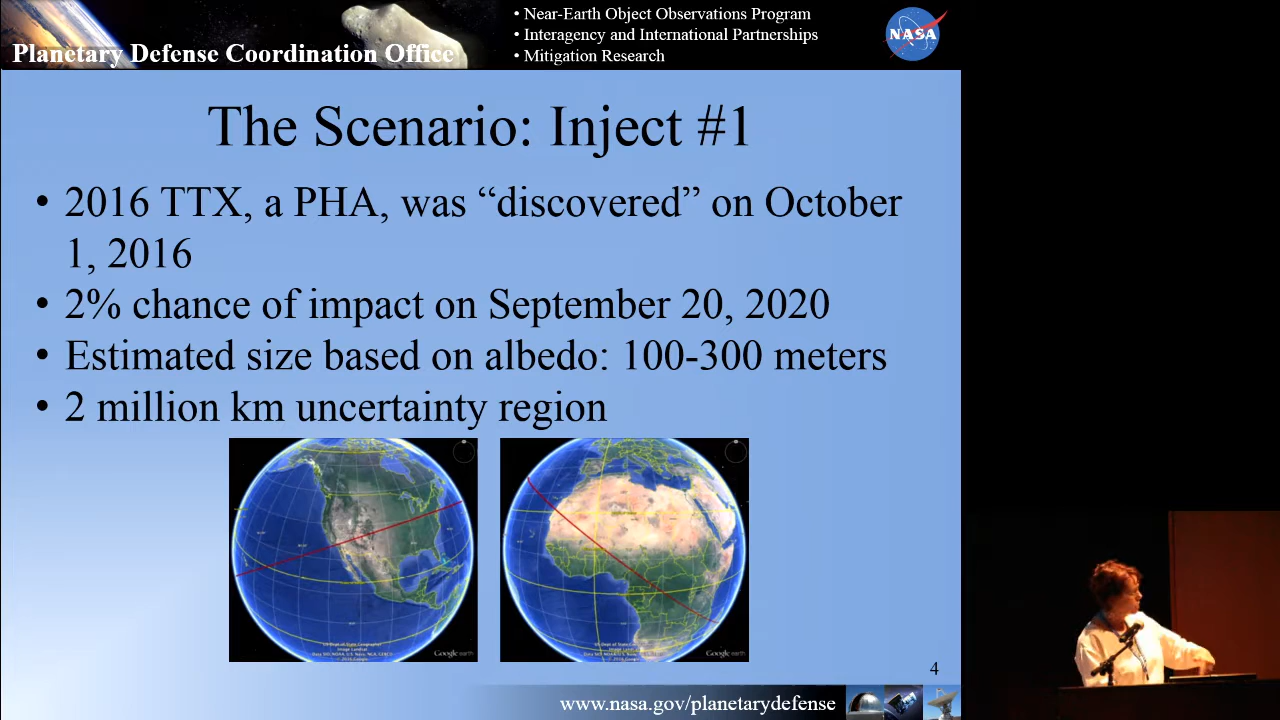 • Near-Earth Object Observations Program
• Interagency and International Partnerships
• Mitigation Research
NASA
Planetary Defense Coordination Office
The Scenario: Inject #1
• 2016 TTX, a PHA, was “discovered” on October
1, 2016
• 2% chance of impact on September 20, 2020
• Estimated size based on albedo: 100-300 meters
• 2 million km uncertainty region
Google earth
Google earth
4
www.nasa.gov/planetarydefense